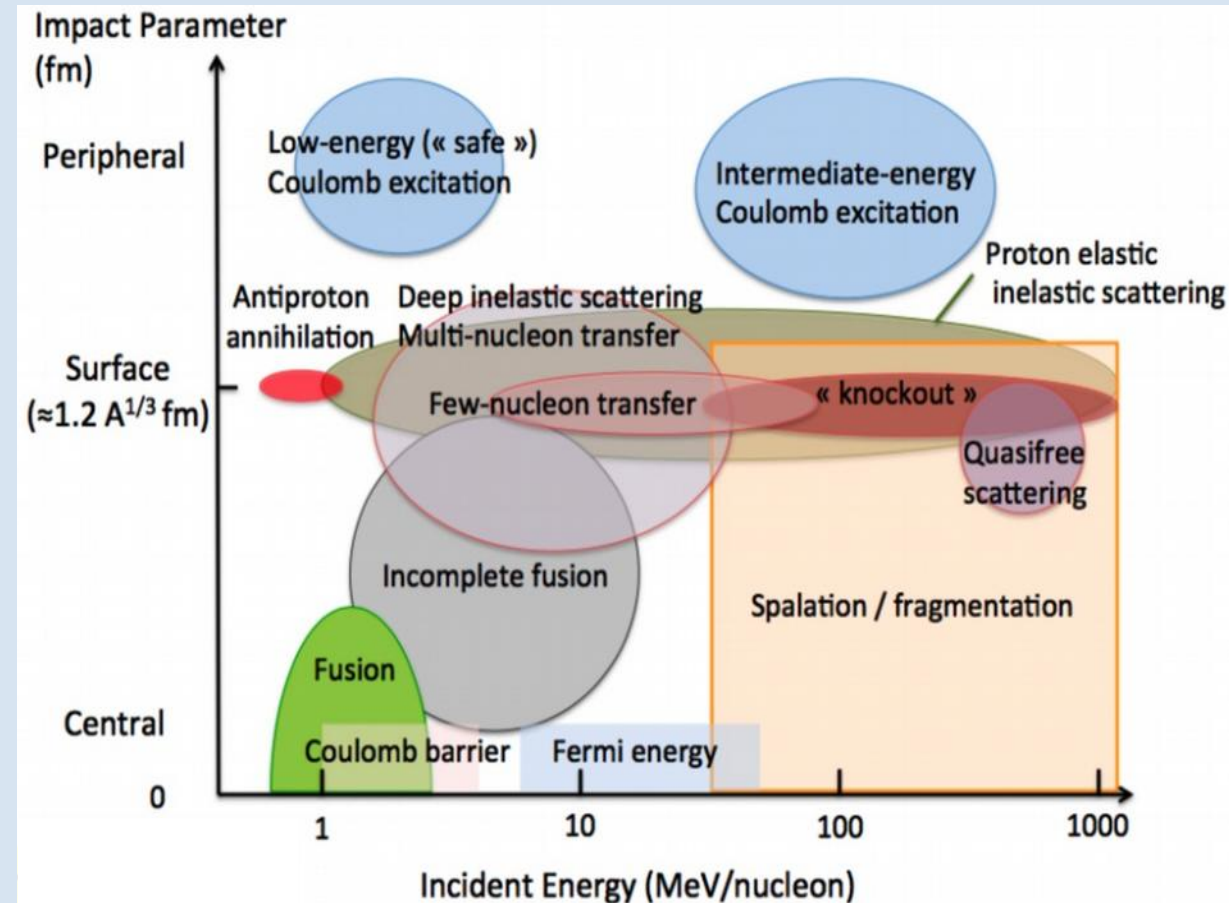 Impact Parameter
(fm)
Peripheral
Low-energy (« safe »)
Coulomb excitation
Intermediate-energy
Coulomb excitation
Proton elastic
inelastic scattering
Antiproton
annihilation
Deep inelastic scattering
Multi-nucleon transfer
Surface
(≈1.2 A^{1/3} fm)
Few-nucleon transfer
« knockout »
Quasifree
scattering
Incomplete fusion
Spalation / fragmentation
Fusion
Central
Coulomb barrier
Fermi energy
0
1
10
100
1000
Incident Energy (MeV/nucleon)